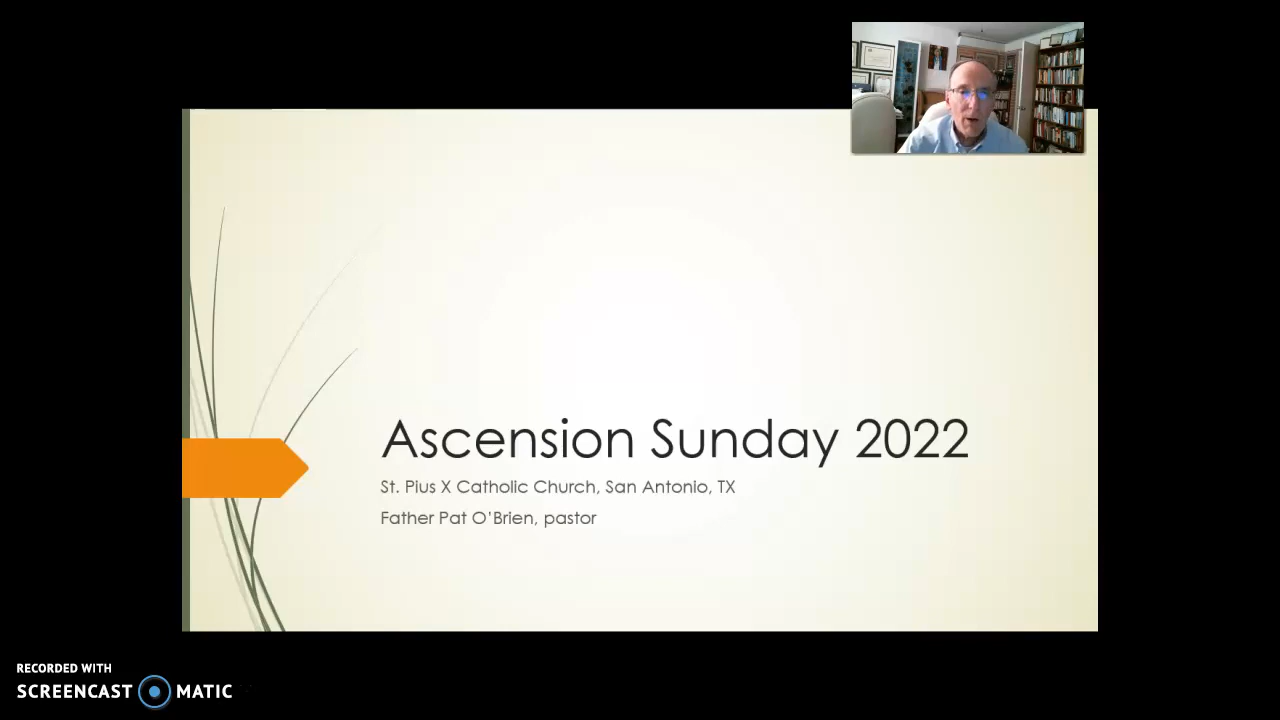 Ascension Sunday 2022
St. Pius X Catholic Church, San Antonio, TX
Father Pat O'Brien, pastor
RECORDED WITH
SCREENCAST MATIC